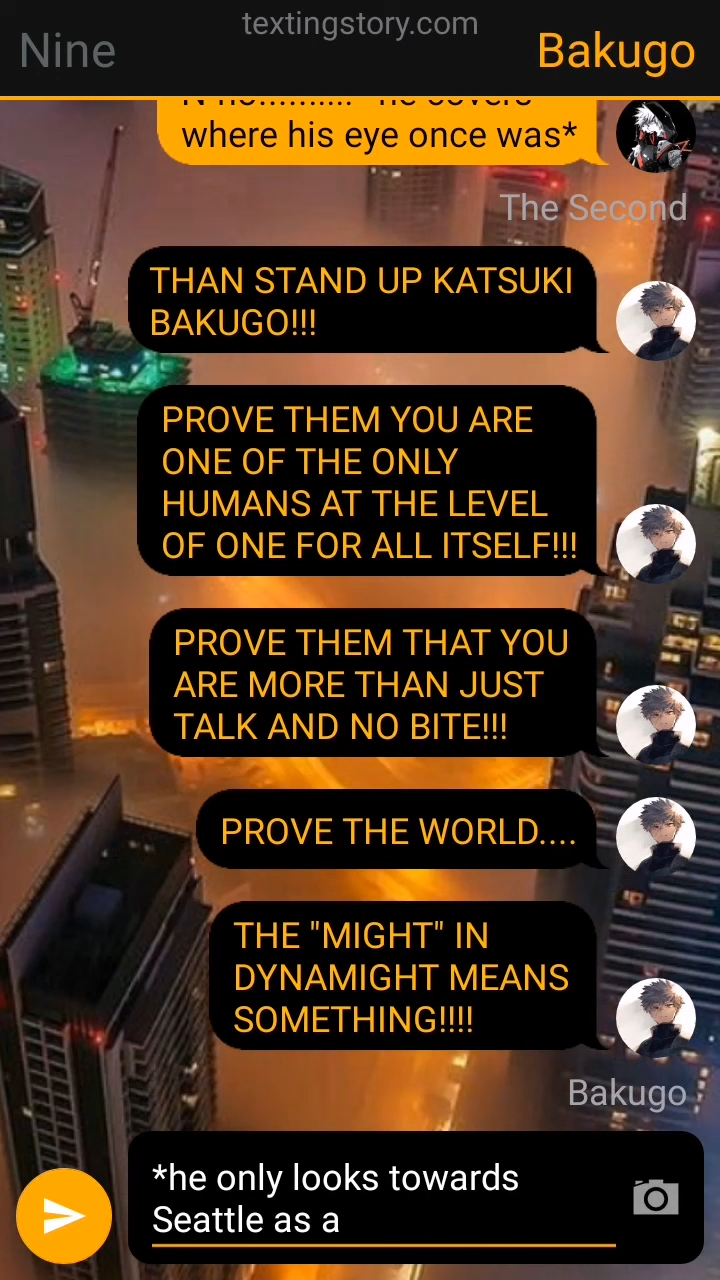 textingstory.com
Nine
Bakugo
N-no.......... *he covers
where his eye once was*
The Second
THAN STAND UP KATSUKI
BAKUGO!!!
PROVE THEM YOU ARE
ONE OF THE ONLY
HUMANS AT THE LEVEL
OF ONE FOR ALL ITSELF!!!
PROVE THEM THAT YOU
ARE MORE THAN JUST
TALK AND NO BITE!!!
PROVE THE WORLD....
THE "MIGHT" IN
DYNAMIGHT MEANS
SOMETHING!!!!
Bakugo
*he only looks towards
Seattle as a